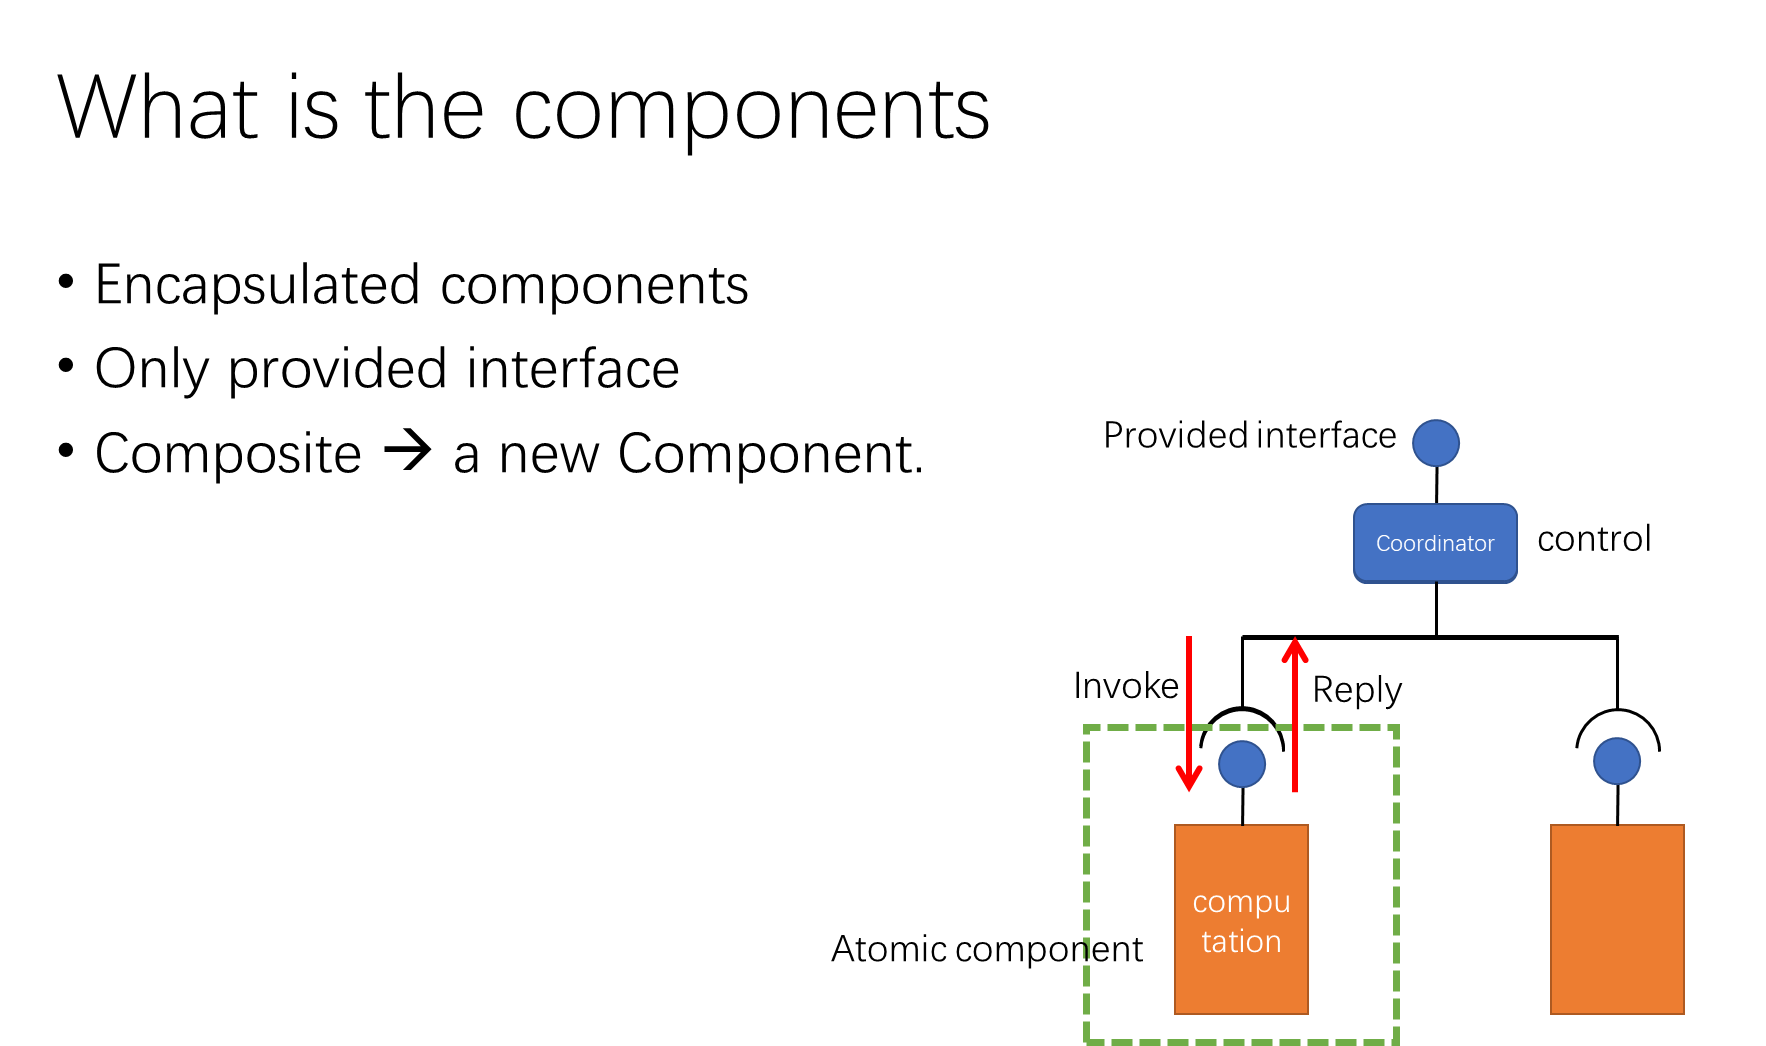 What is the components
• Encapsulated components
• Only provided interface
• Composite → a new Component.
Provided interface
Coordinator
control
Invoke
Reply
compu
tation
Atomic component